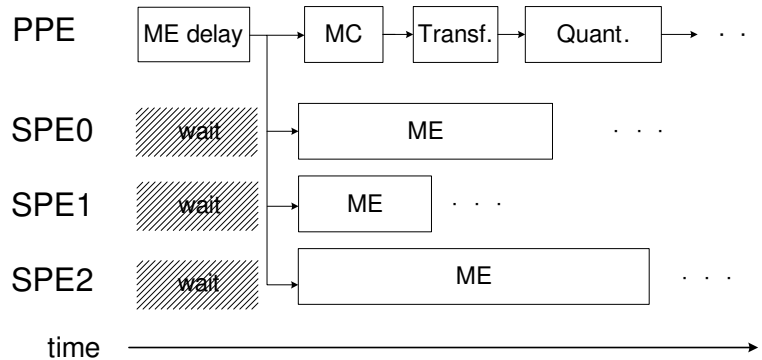 PPE ME delay MC Transf. Quant. . .
SPE0 wait ME . . .
SPE1 wait ME . . .
SPE2 wait ME . . .
time